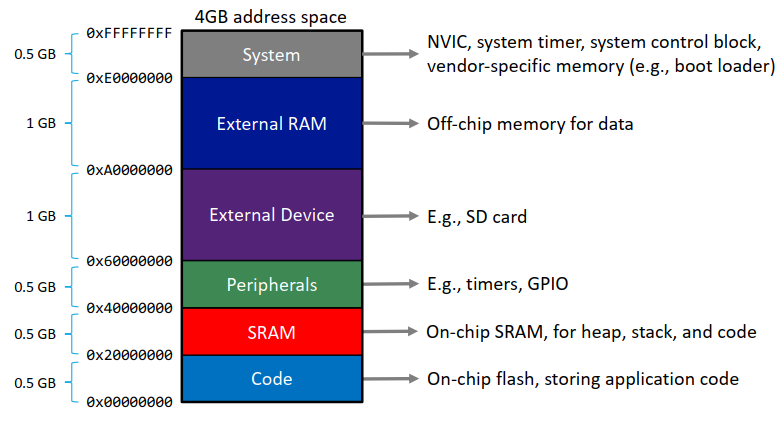 4GB address space
0xFFFFFFFF
0.5 GB
System
NVIC, system timer, system control block,
vendor-specific memory (e.g., boot loader)
0xE0000000
1 GB
External RAM
Off-chip memory for data
0xA0000000
1 GB
External Device
E.g., SD card
0x60000000
0.5 GB
Peripherals
E.g., timers, GPIO
0x40000000
0.5 GB
SRAM
On-chip SRAM, for heap, stack, and code
0x20000000
0.5 GB
Code
On-chip flash, storing application code
0x00000000